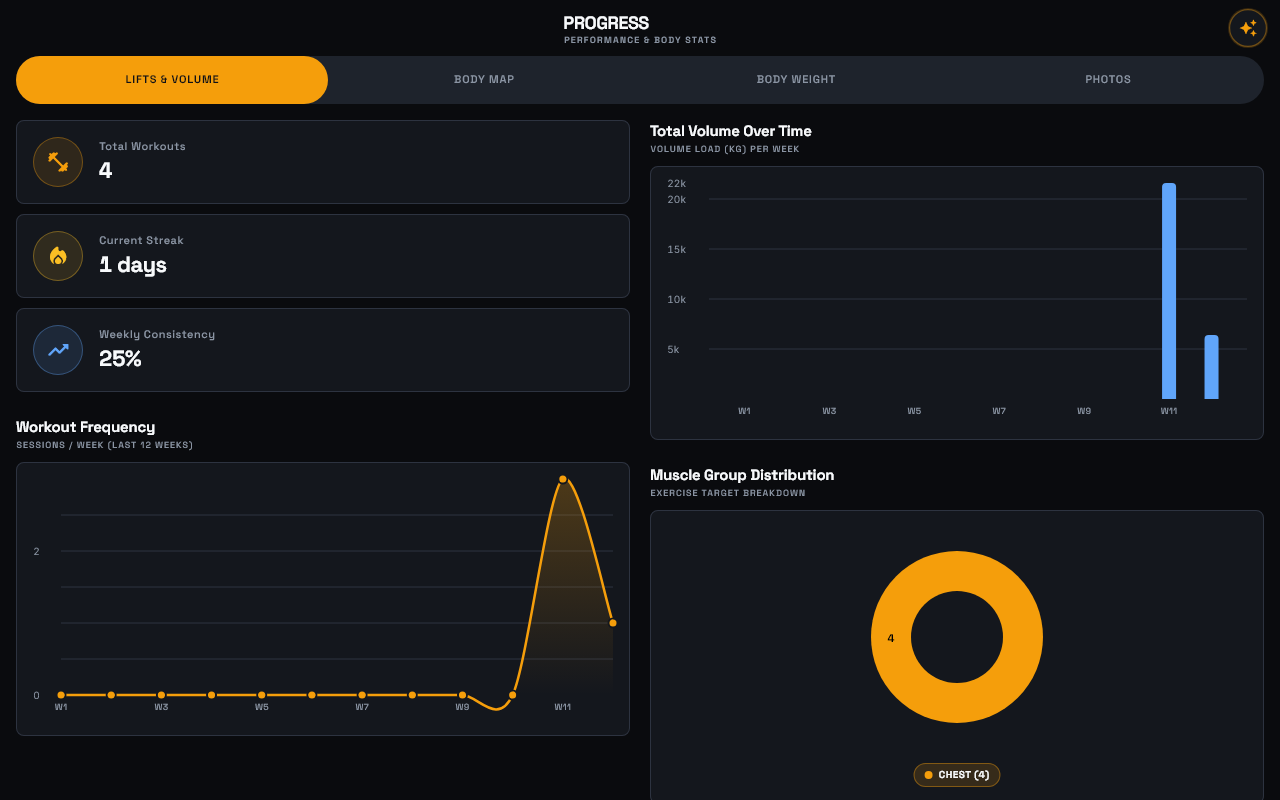 PROGRESS
PERFORMANCE & BODY STATS
LIFTS & VOLUME
BODY MAP
BODY WEIGHT
PHOTOS
Total Workouts
4
Current Streak
1 days
Weekly Consistency
25%
Workout Frequency
SESSIONS / WEEK (LAST 12 WEEKS)
2
0
W1 W3 W5 W7 W9 W11
Total Volume Over Time
VOLUME LOAD (KG) PER WEEK
22k
20k
15k
10k
5k
W1 W3 W5 W7 W9 W11
Muscle Group Distribution
EXERCISE TARGET BREAKDOWN
4
CHEST (4)